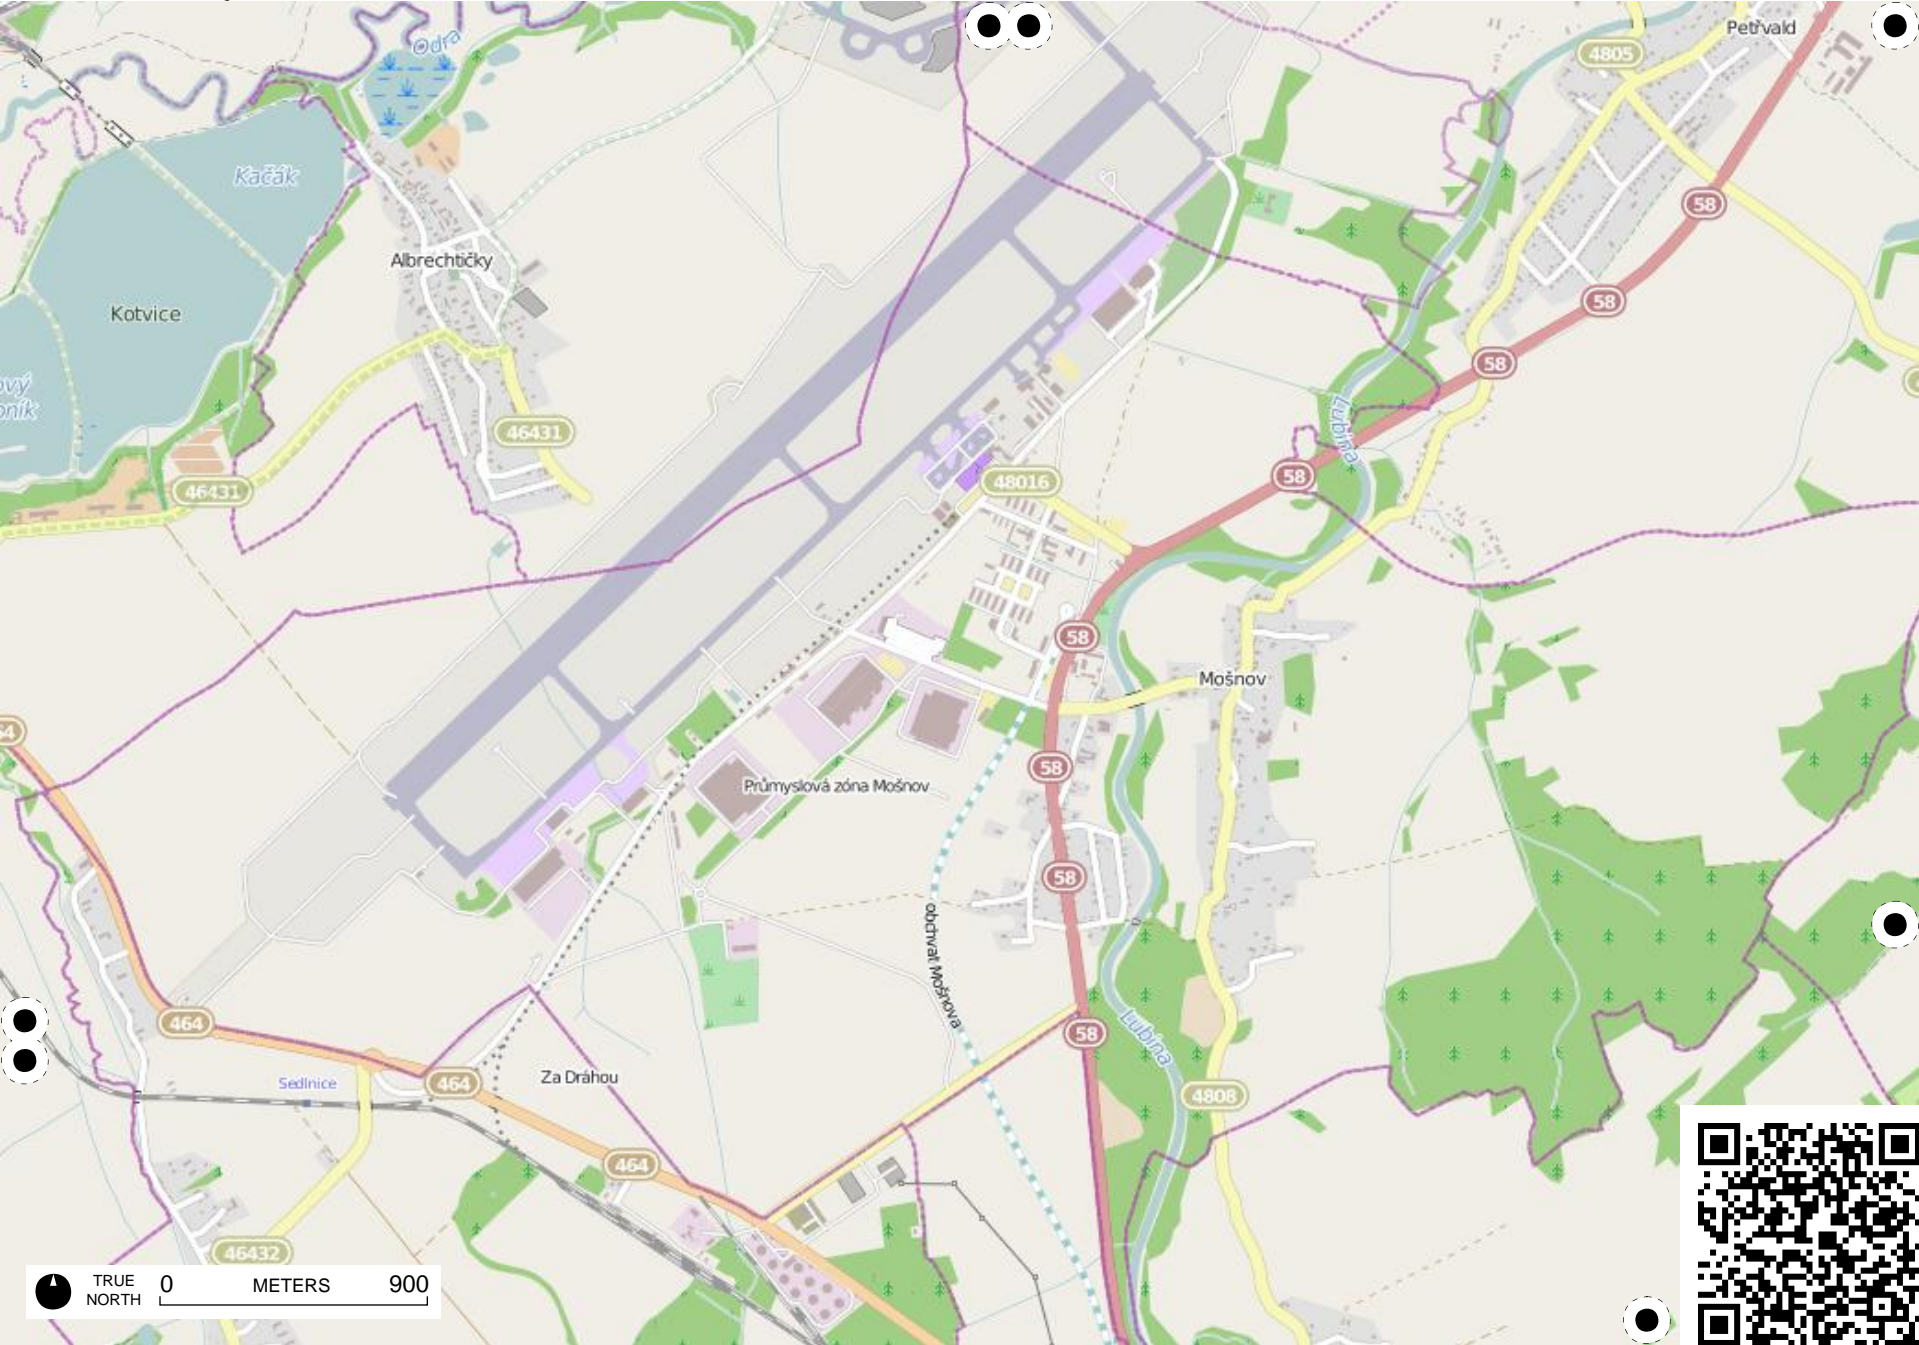 Odra
Petřvald
4805
Kačák
58
Albrechtičky
58
Kotvice
58
ový
46431
Lubina
58
46431
48016
58
Mošnov
58
Průmyslová zóna Mošnov
58
obchvat Mošnova
464
58
Lubina
Za Dráhou
Sedlnice
464
4808
464
46432
TRUE
NORTH
0 METERS 900